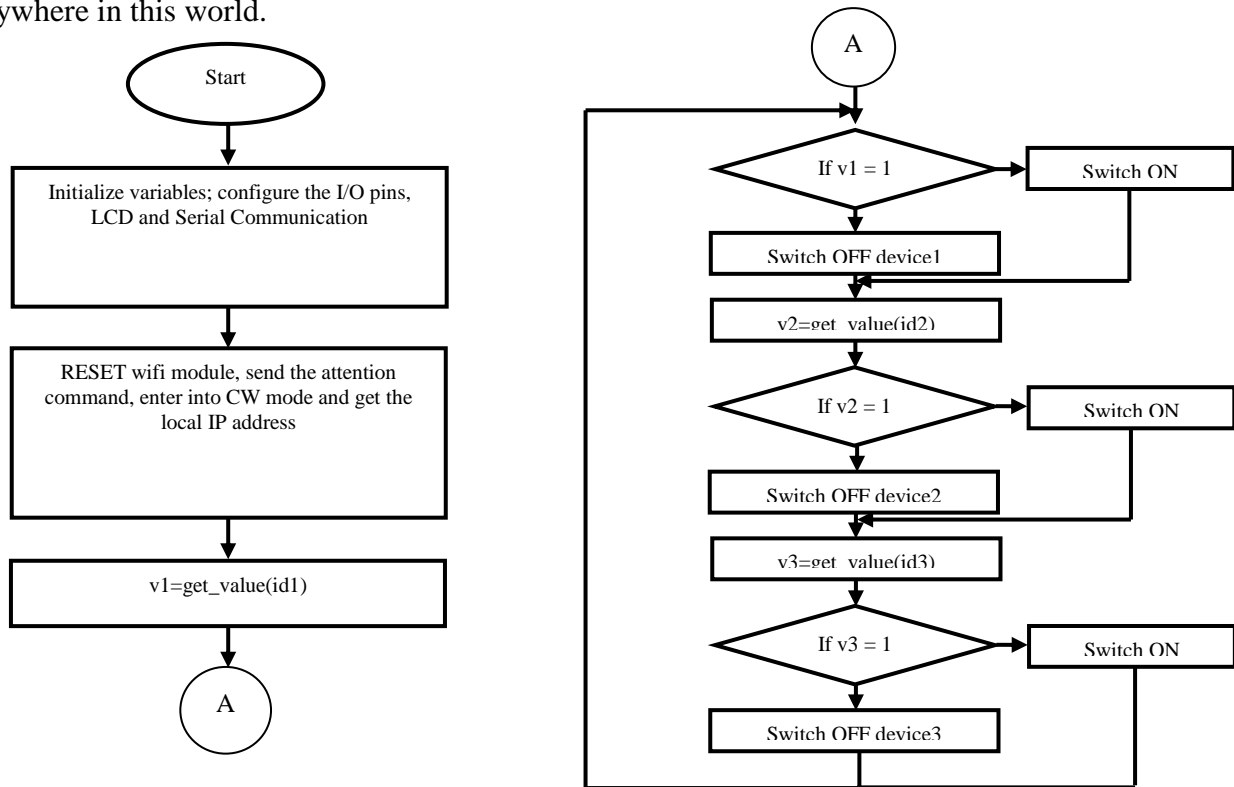 ywhere in this world.
Start
Initialize variables; configure the I/O pins,
LCD and Serial Communication
RESET wifi module, send the attention
command, enter into CW mode and get the
local IP address
v1=get_value(id1)
A
A
If v1 = 1
Switch ON
Switch OFF device1
v2=get_value(id2)
If v2 = 1
Switch ON
Switch OFF device2
v3=get_value(id3)
If v3 = 1
Switch ON
Switch OFF device3